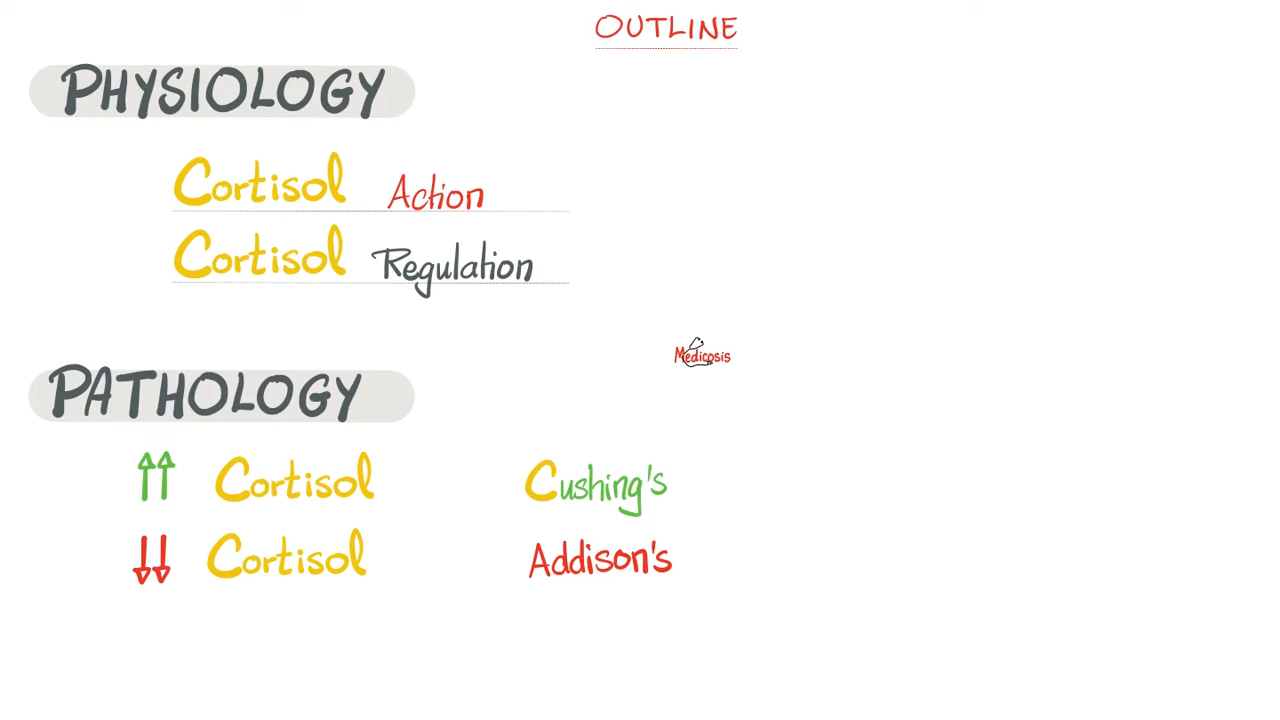 OUTLINE
PHYSIOLOGY
Cortisol Action
Cortisol Regulation
Medicosis
PATHOLOGY
Cortisol Cushing's
Cortisol Addison's